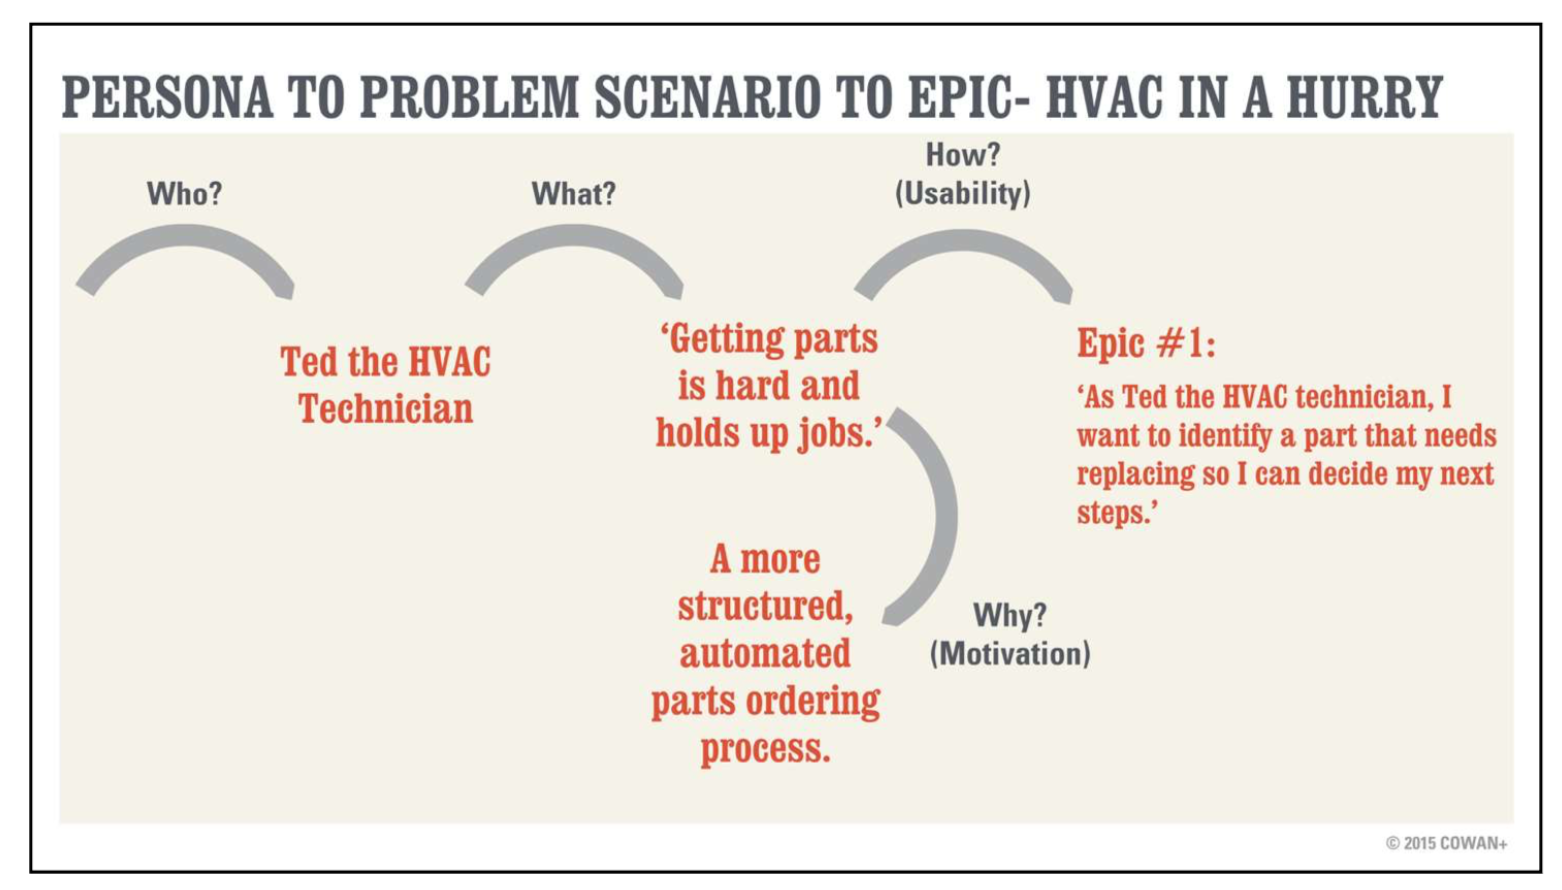 PERSONA TO PROBLEM SCENARIO TO EPIC- HVAC IN A HURRY
Who?
What?
How?
(Usability)
Ted the HVAC
Technician
‘Getting parts
is hard and
holds up jobs.’
Epic #1:
‘As Ted the HVAC technician, I
want to identify a part that needs
replacing so I can decide my next
steps.’
A more
structured,
automated
parts ordering
process.
Why?
(Motivation)
© 2015 COWAN+